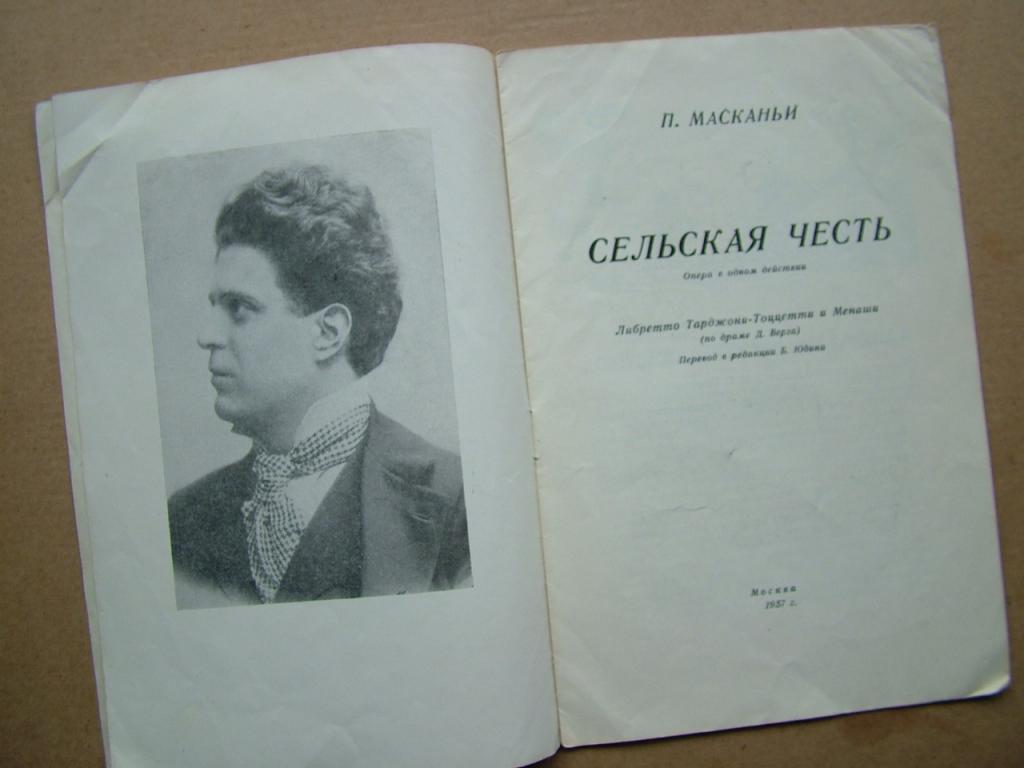 П. МАСКАНЬИ
СЕЛЬСКАЯ ЧЕСТЬ
Опера в одном действии
Либретто Тарджони-Тоццетти и Менаши
(по драме Д. Верга)
Перевод в редакции Б. Юдина
Москва
1957 г.